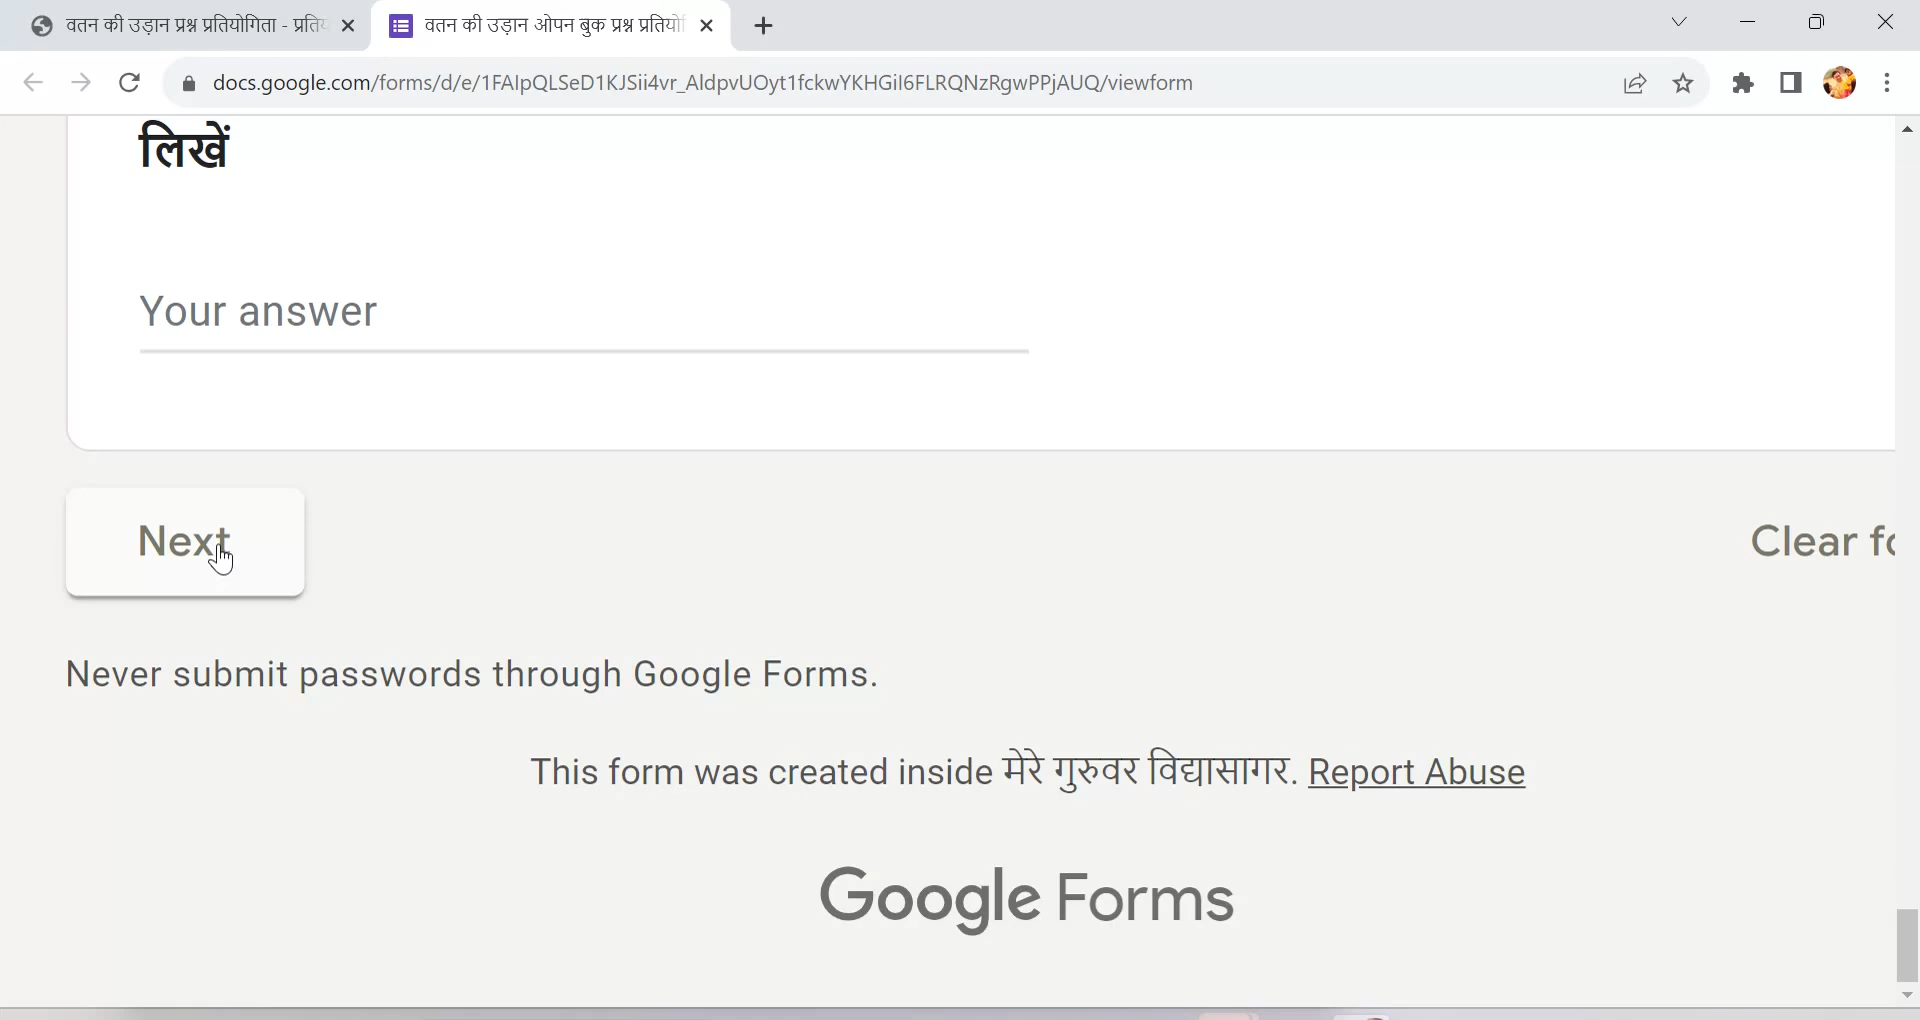 वतन की उड़ान प्रश्न प्रतियोगिता - प्रति
वतन की उड़ान ओपन बुक प्रश्न प्रतियो
docs.google.com/forms/d/e/1FAIpQLSeD1KJSii4vr_AldpvUOyt1fckwYKHGiI6FLRQNzRgwPPjAUQ/viewform
लिखें
Your answer
Next
Clear fo
Never submit passwords through Google Forms.
This form was created inside मेरे गुरुवर विद्यासागर. Report Abuse
Google Forms